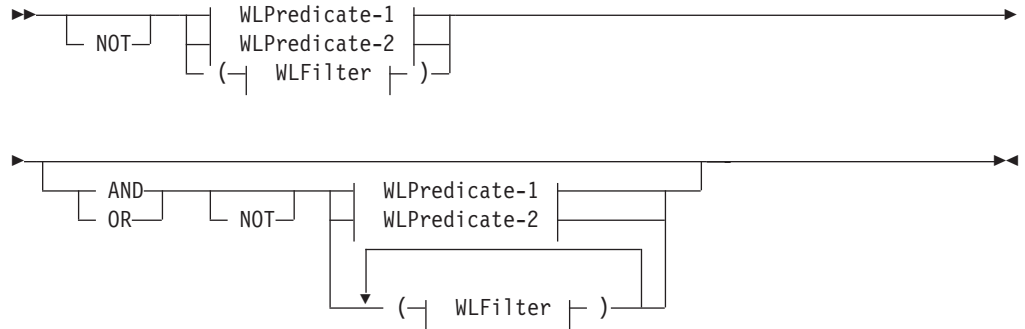 WLPredicate-1
NOT WLPredicate-2
( WLFilter )
AND WLPredicate-1
OR NOT WLPredicate-2
( WLFilter )